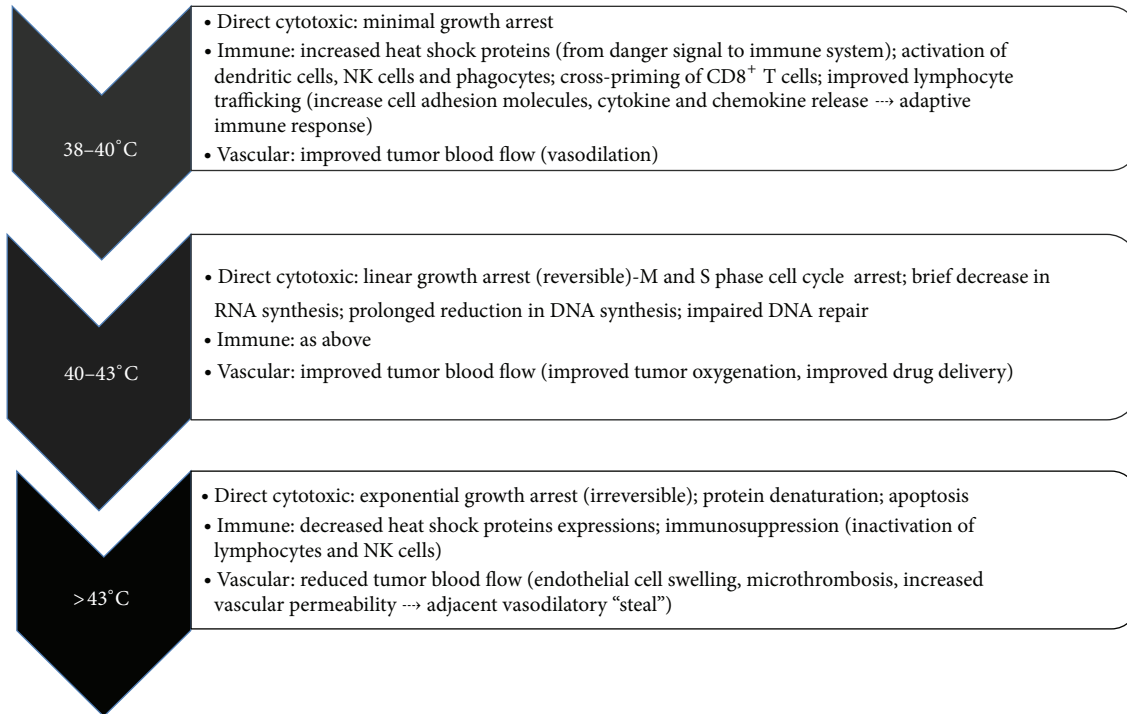 38–40°C
• Direct cytotoxic: minimal growth arrest
• Immune: increased heat shock proteins (from danger signal to immune system); activation of
dendritic cells, NK cells and phagocytes; cross-priming of CD8⁺ T cells; improved lymphocyte
trafficking (increase cell adhesion molecules, cytokine and chemokine release ⤏ adaptive
immune response)
• Vascular: improved tumor blood flow (vasodilation)
40–43°C
• Direct cytotoxic: linear growth arrest (reversible)-M and S phase cell cycle arrest; brief decrease in
RNA synthesis; prolonged reduction in DNA synthesis; impaired DNA repair
• Immune: as above
• Vascular: improved tumor blood flow (improved tumor oxygenation, improved drug delivery)
>43°C
• Direct cytotoxic: exponential growth arrest (irreversible); protein denaturation; apoptosis
• Immune: decreased heat shock proteins expressions; immunosuppression (inactivation of
lymphocytes and NK cells)
• Vascular: reduced tumor blood flow (endothelial cell swelling, microthrombosis, increased
vascular permeability ⤏ adjacent vasodilatory “steal”)